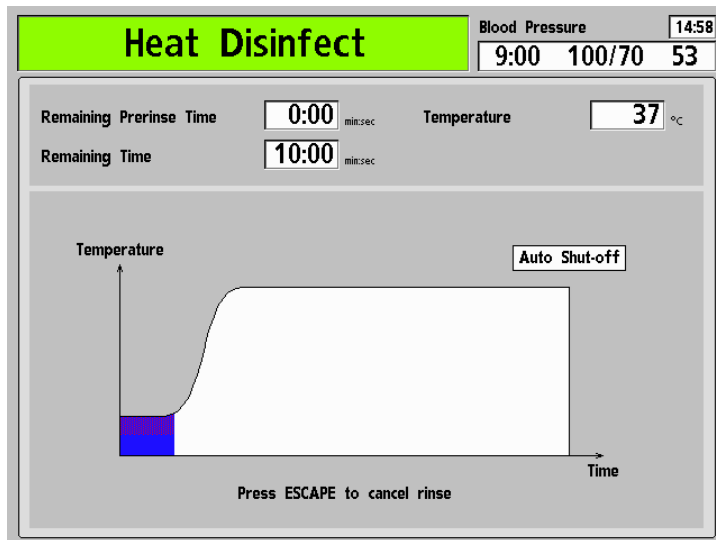 Heat Disinfect
Blood Pressure 14:58
9:00 100/70 53
Remaining Prerinse Time 0:00 min:sec Temperature 37 °C
Remaining Time 10:00 min:sec
Temperature
Auto Shut-off
Time
Press ESCAPE to cancel rinse